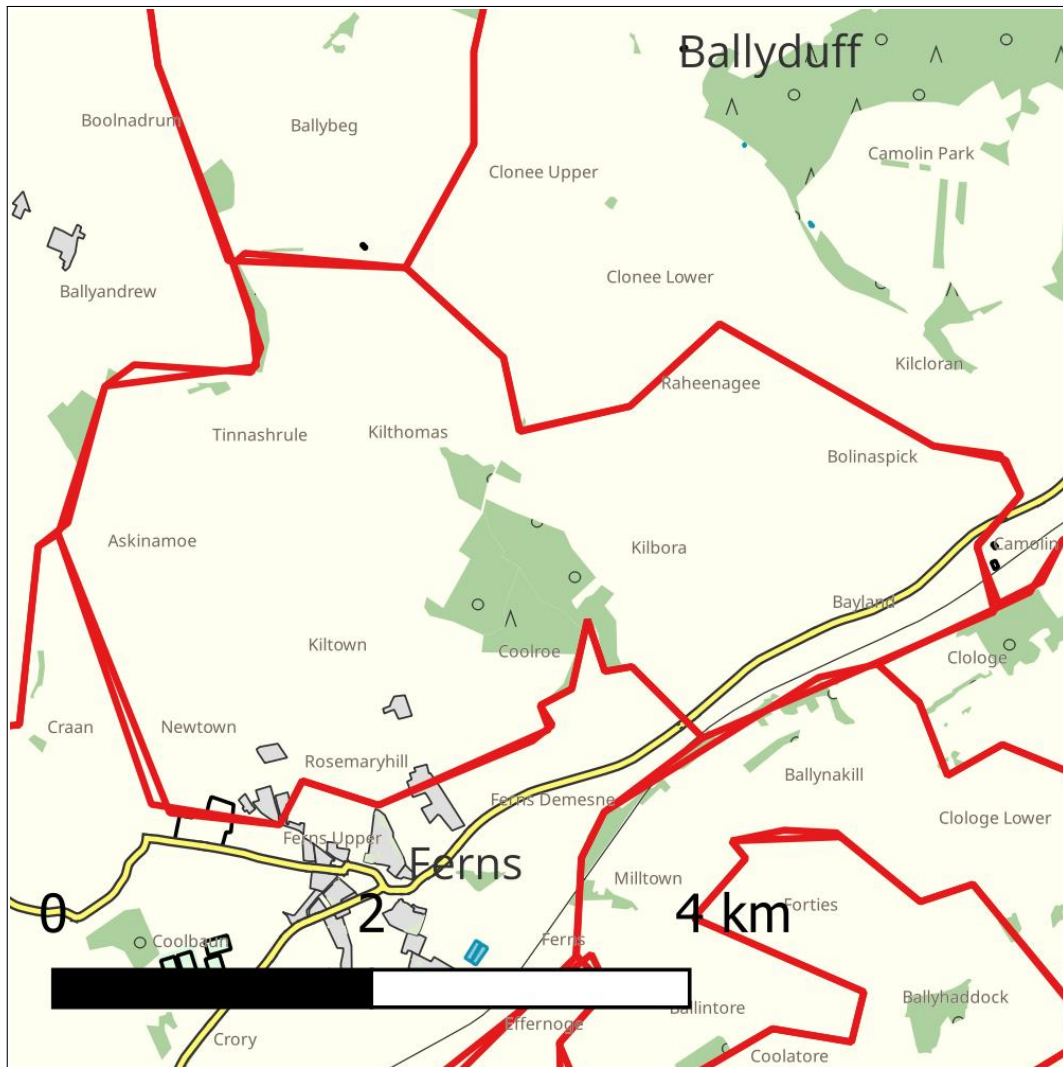 Ballyduff
Boolnadrum
Ballybeg
Camolin Park
Clonee Upper
Clonee Lower
Ballyandrew
Kilcloran
Raheenagee
Tinnashrule
Kilthomas
Bolinaspick
Askinamoe
Kilbora
Camolin
Bayland
Kiltown
Coolroe
Clologe
Craan
Newtown
Rosemaryhill
Ballynakill
Ferns Demesne
Clologe Lower
Ferns Upper
Ferns
Milltown
Forties
0 2 4 km
Coolbaun
Ferns
Ballyhaddock
Ballintore
Effernoge
Crory
Coolatore